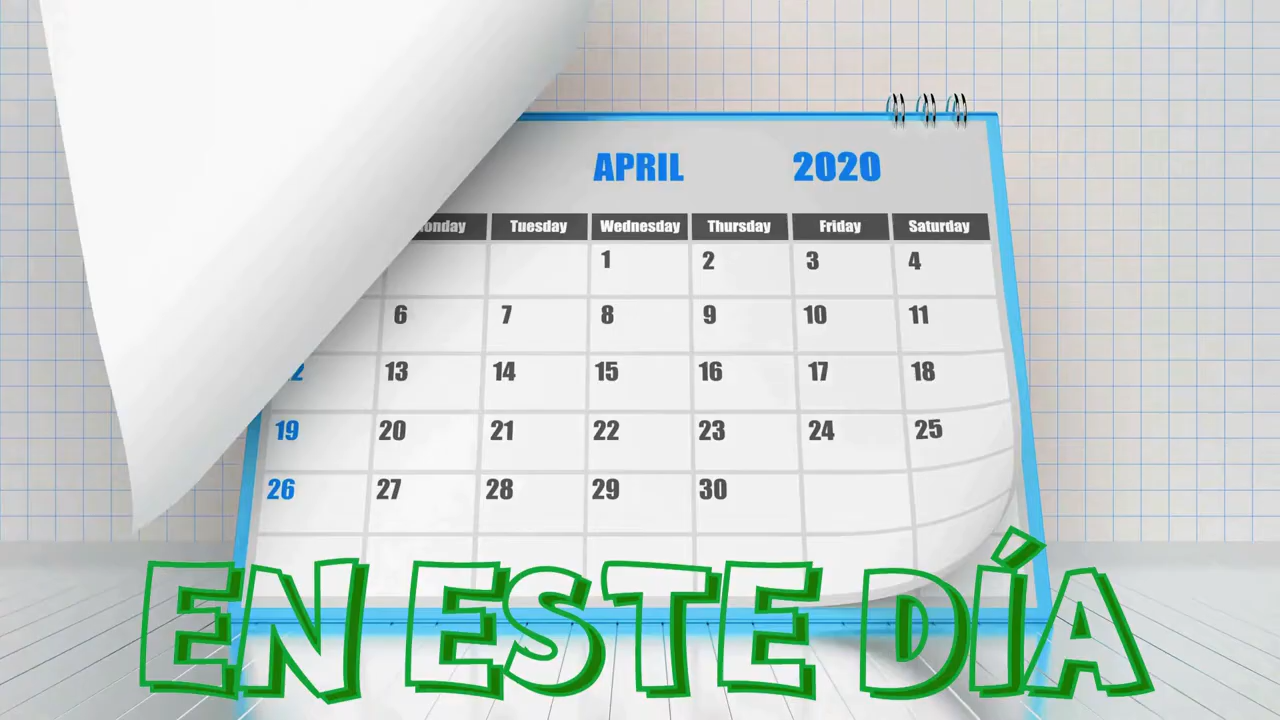 APRIL 2020
Tuesday Wednesday Thursday Friday Saturday
1 2 3 4
6 7 8 9 10 11
13 14 15 16 17 18
19 20 21 22 23 24 25
26 27 28 29 30
EN ESTE DÍA